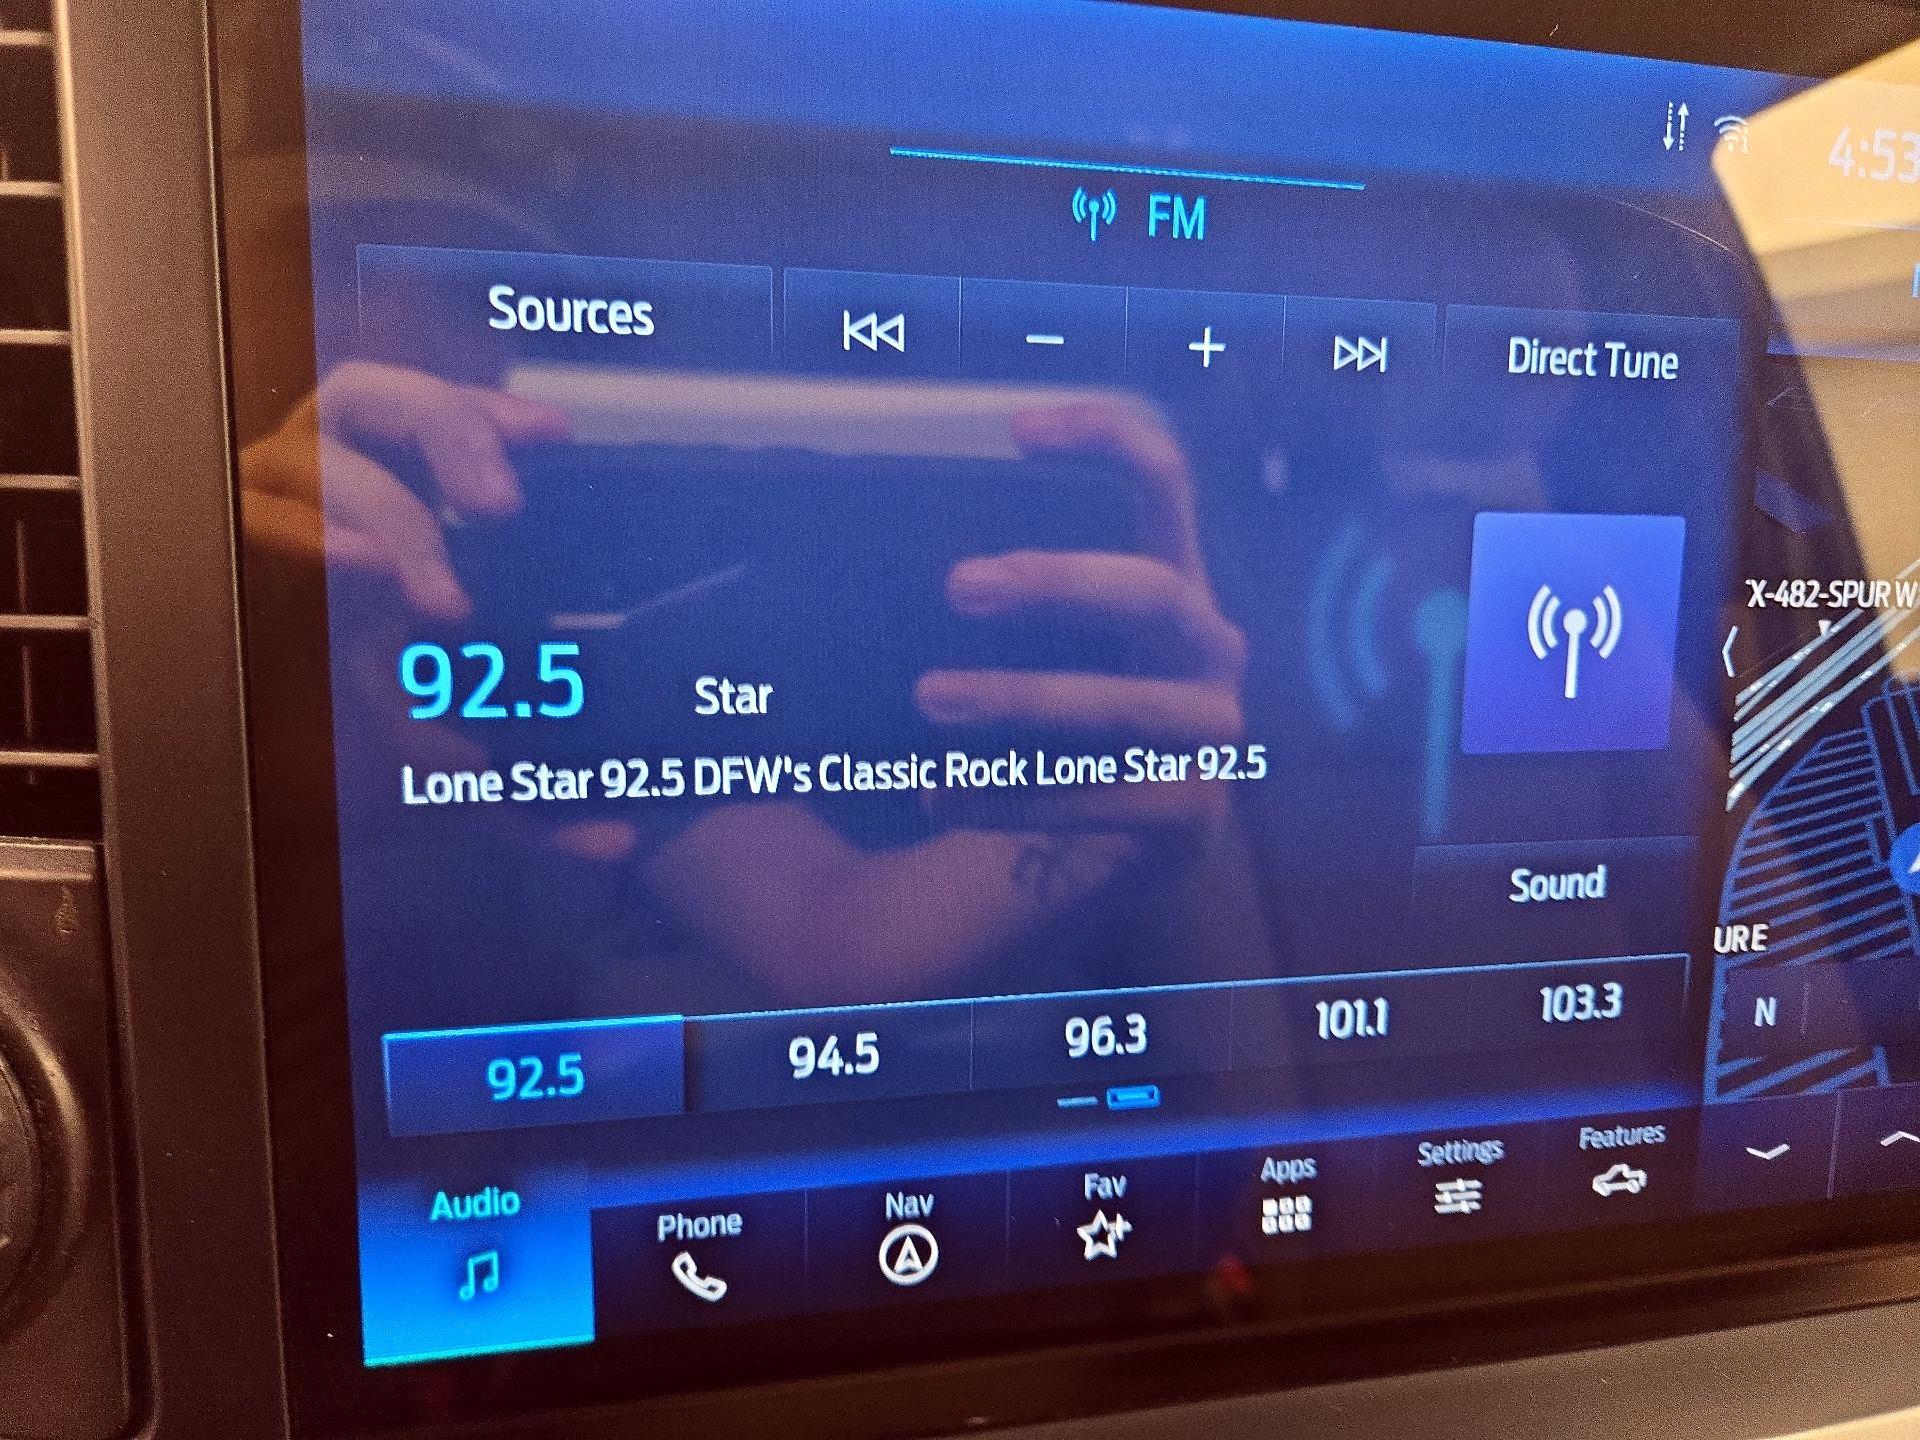 4:53
FM
Sources
Direct Tune
X-482-SPUR W
92.5 Star
Lone Star 92.5 DFW's Classic Rock Lone Star 92.5
Sound
URE
N
92.5 94.5 96.3 101.1 103.3
Audio Phone Nav Fav Apps Settings Features